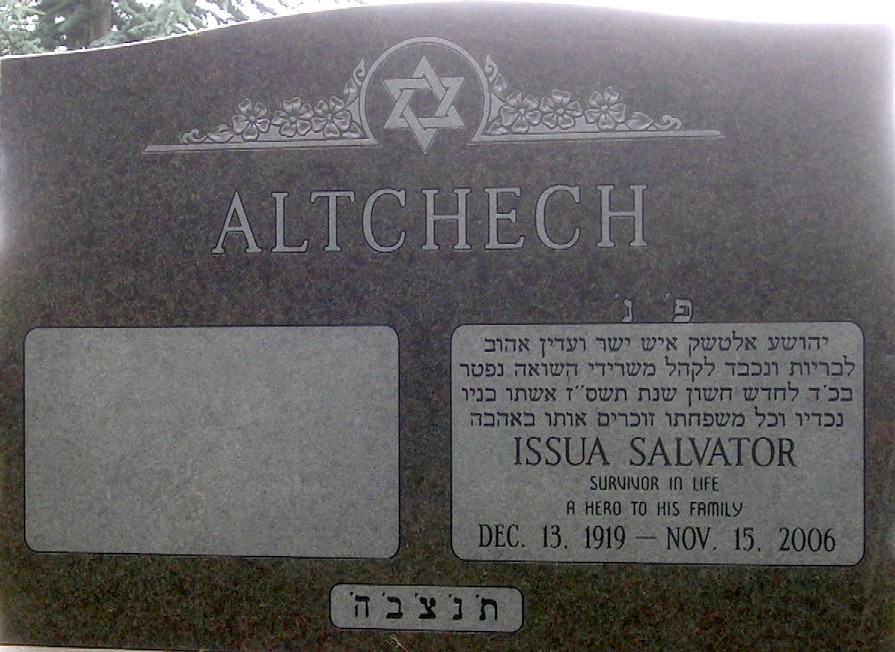 ALTCHECH
פ׳ נ׳
יהושע אלטשק איש ישר ועדין אהוב
לבריות ונכבד לקהל משרידי השואה נפטר
בכ׳ד לחדש חשון שנת תשס״ז אשתו בניו
נכדיו וכל משפחתו זוכרים אותו באהבה
ISSUA SALVATOR
SURVIVOR IN LIFE
A HERO TO HIS FAMILY
DEC. 13, 1919 — NOV. 15, 2006
ת׳ נ׳ צ׳ ב׳ ה׳